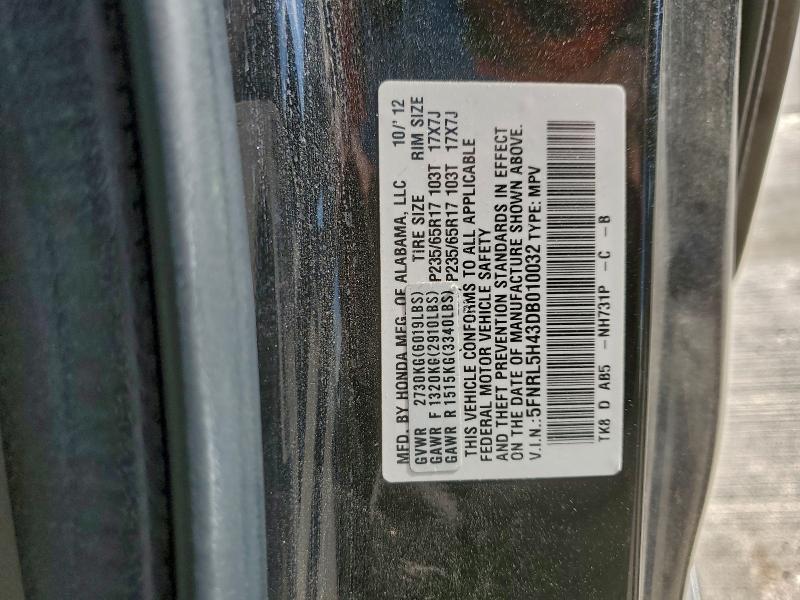 MFD. BY HONDA MFG. OF ALABAMA, LLC 10/'12
GVWR 2730KG(6019LBS) TIRE SIZE RIM SIZE
GAWR F 1320KG(2910LBS) P235/65R17 103T 17X7J
GAWR R 1515KG(3340LBS) P235/65R17 103T 17X7J
THIS VEHICLE CONFORMS TO ALL APPLICABLE
FEDERAL MOTOR VEHICLE SAFETY
AND THEFT PREVENTION STANDARDS IN EFFECT
ON THE DATE OF MANUFACTURE SHOWN ABOVE.
V.I.N.:5FNRL5H43DB010032 TYPE: MPV
TK8 D AB5 -NH731P -C -B